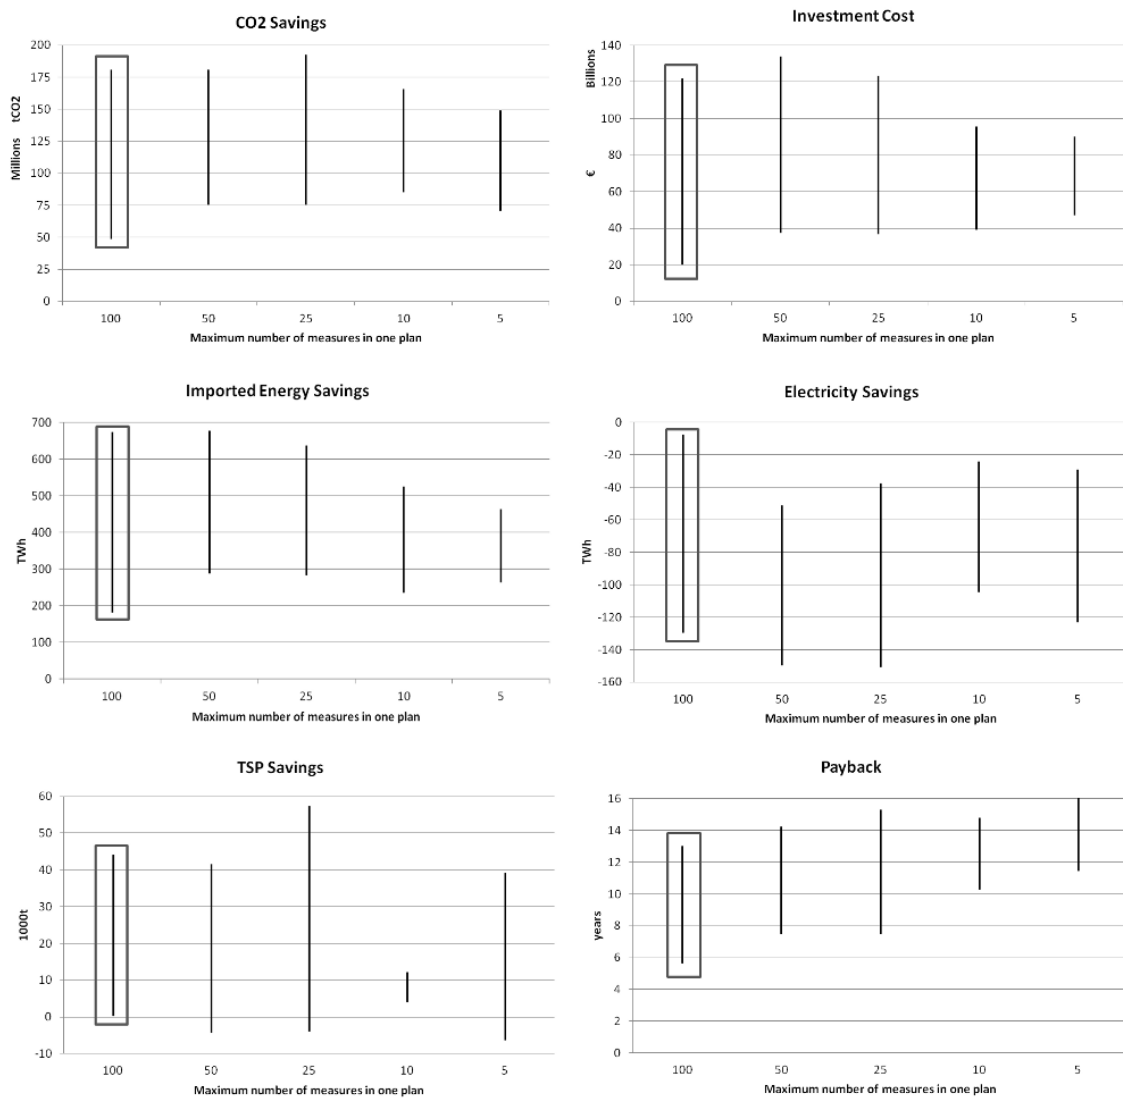 CO2 Savings
Millions tCO2
200
175
150
125
100
75
50
25
0
100 50 25 10 5
Maximum number of measures in one plan
Investment Cost
Billions
€
140
120
100
80
60
40
20
0
100 50 25 10 5
Maximum number of measures in one plan
Imported Energy Savings
TWh
700
600
500
400
300
200
100
0
100 50 25 10 5
Maximum number of measures in one plan
Electricity Savings
TWh
0
-20
-40
-60
-80
-100
-120
-140
-160
100 50 25 10 5
Maximum number of measures in one plan
TSP Savings
1000t
60
50
40
30
20
10
0
-10
100 50 25 10 5
Maximum number of measures in one plan
Payback
years
16
14
12
10
8
6
4
2
0
100 50 25 10 5
Maximum number of measures in one plan